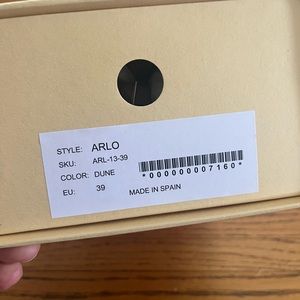 STYLE: ARLO
SKU: ARL-13-39
COLOR: DUNE
EU: 39
*000000007160*
MADE IN SPAIN